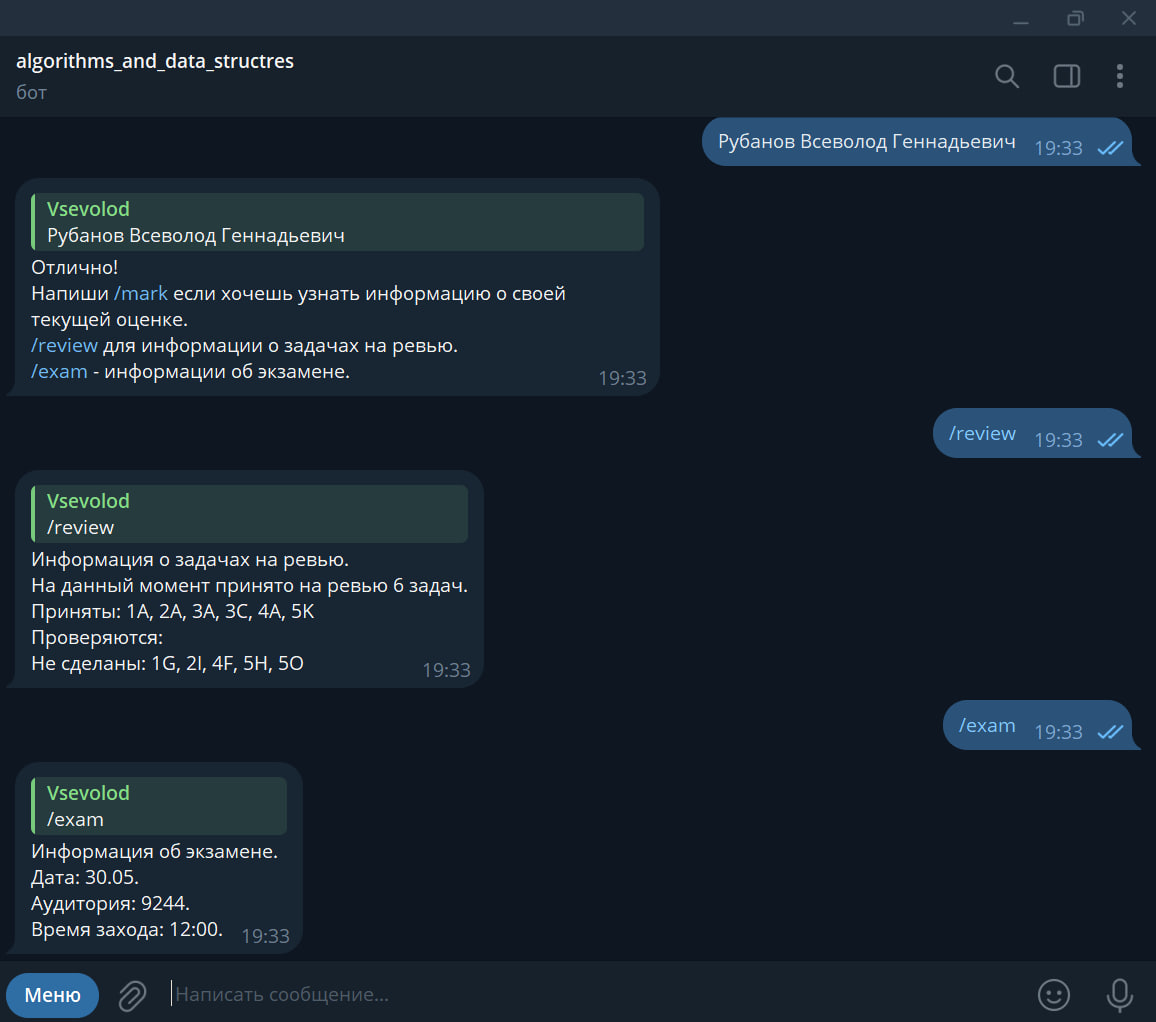 algorithms_and_data_structres
бот
Рубанов Всеволод Геннадьевич 19:33
Vsevolod
Рубанов Всеволод Геннадьевич
Отлично!
Напиши /mark если хочешь узнать информацию о своей
текущей оценке.
/review для информации о задачах на ревью.
/exam - информации об экзамене.
19:33
/review 19:33
Vsevolod
/review
Информация о задачах на ревью.
На данный момент принято на ревью 6 задач.
Приняты: 1A, 2A, 3A, 3C, 4A, 5K
Проверяются:
Не сделаны: 1G, 2I, 4F, 5H, 5O
19:33
/exam 19:33
Vsevolod
/exam
Информация об экзамене.
Дата: 30.05.
Аудитория: 9244.
Время захода: 12:00. 19:33
Меню Написать сообщение...